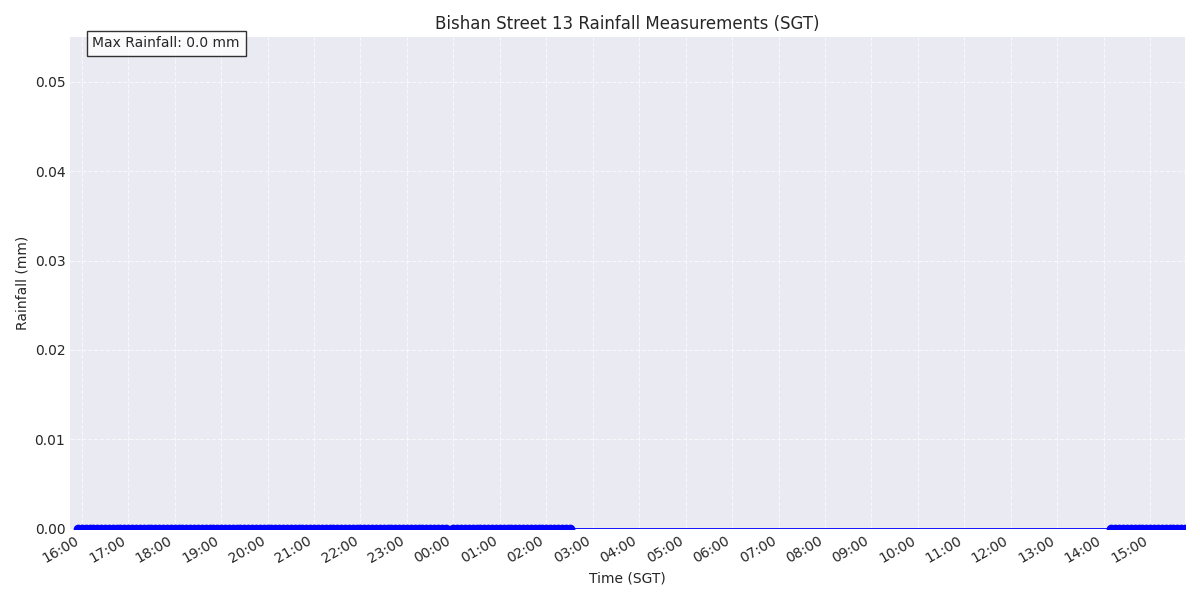 Bishan Street 13 Rainfall Measurements (SGT)
Max Rainfall: 0.0 mm
0.05
0.04
0.03
0.02
0.01
0.00
Rainfall (mm)
16:00 17:00 18:00 19:00 20:00 21:00 22:00 23:00 00:00 01:00 02:00 03:00 04:00 05:00 06:00 07:00 08:00 09:00 10:00 11:00 12:00 13:00 14:00 15:00
Time (SGT)